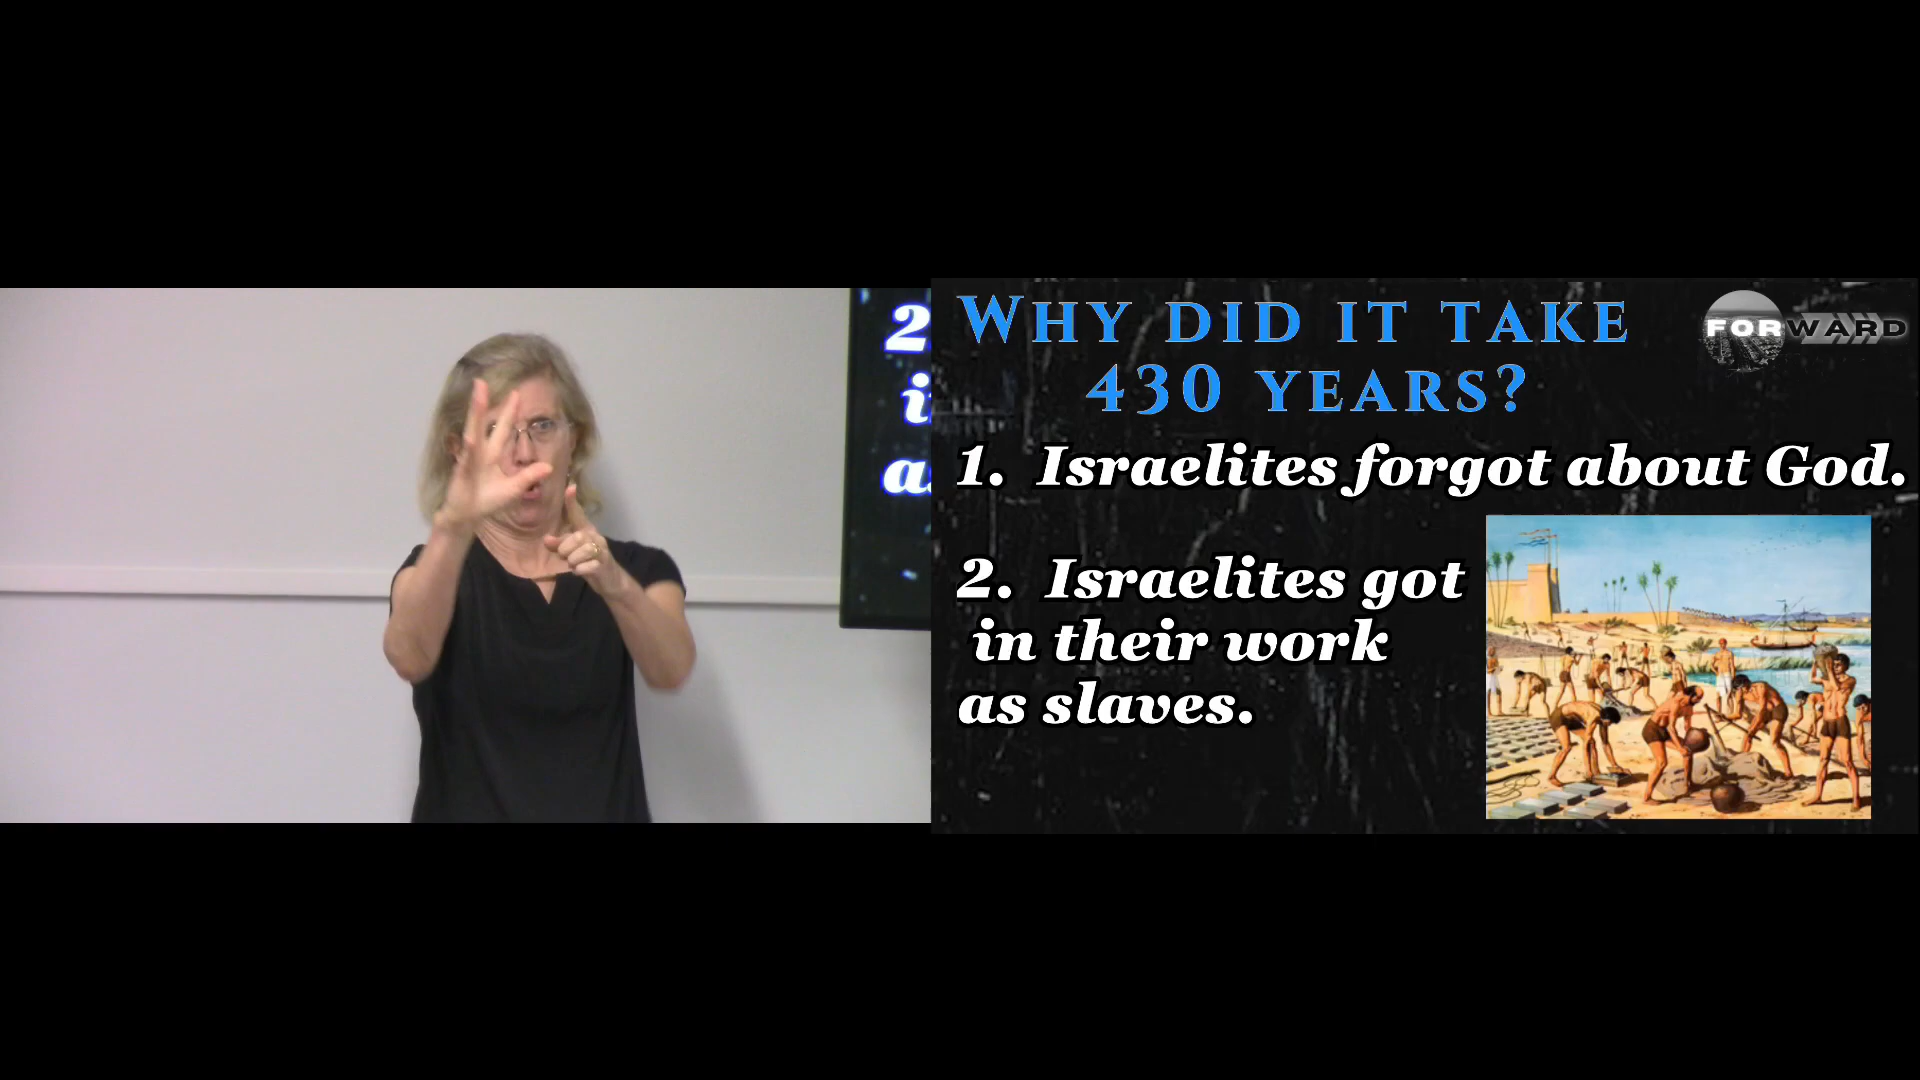 2.
i
a
WHY DID IT TAKE
430 YEARS?
FORWARD
1. Israelites forgot about God.
2. Israelites got
in their work
as slaves.